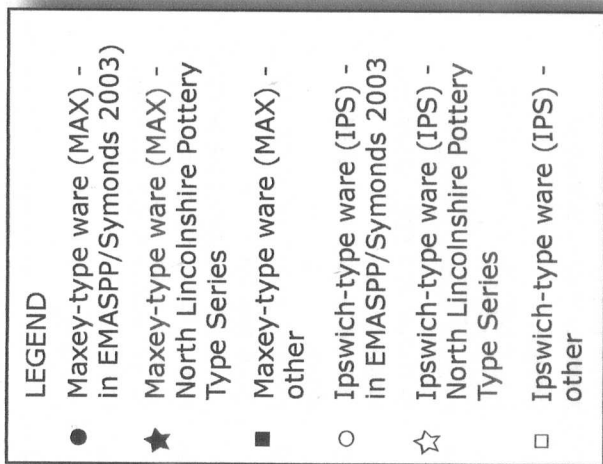 LEGEND
Maxey-type ware (MAX) -
in EMASPP/Symonds 2003)
Maxey-type ware (MAX) -
North Lincolnshire Pottery
Type Series
Maxey-type ware (MAX) -
other
Ipswich-type ware (IPS) -
in EMASPP/Symonds 2003
Ipswich-type ware (IPS) -
North Lincolnshire Pottery
Type Series
Ipswich-type ware (IPS) -
other